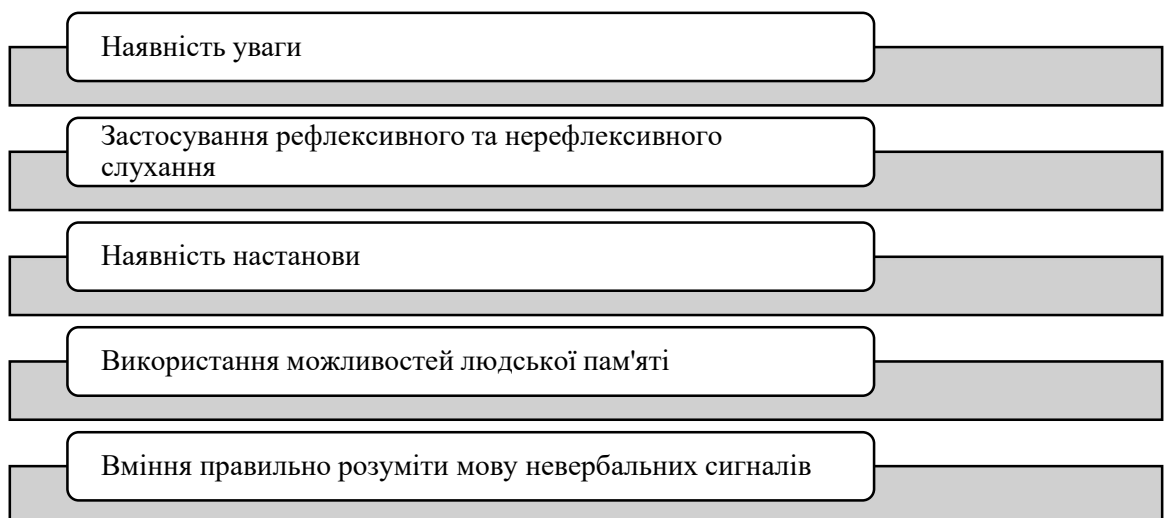 Наявність уваги
Застосування рефлексивного та нерефлексивного
слухання
Наявність настанови
Використання можливостей людської пам'яті
Вміння правильно розуміти мову невербальних сигналів